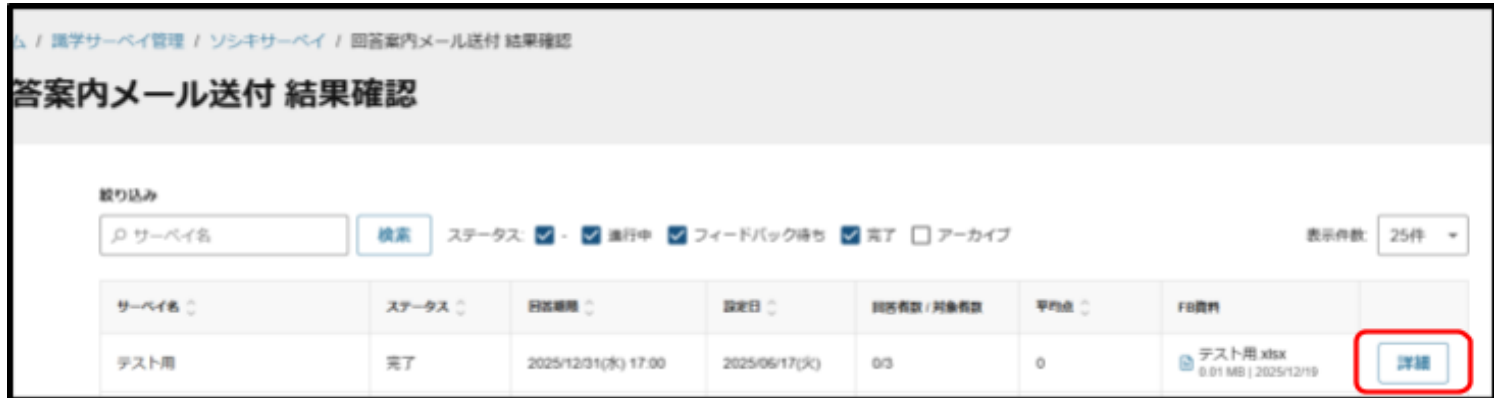 ム / 識学サーベイ管理 / ソシキサーベイ / 回答案内メール送付 結果確認
答案内メール送付 結果確認
絞り込み
サーベイ名 検索 ステータス: - 進行中 フィードバック待ち 完了 アーカイブ 表示件数: 25件
サーベイ名 ステータス 回答期限 設定日 回答者数 / 対象者数 平均点 FB資料
テスト用 完了 2025/12/31(水) 17:00 2025/06/17(火) 0/3 0 テスト用.xlsx 詳細
0.01 MB | 2025/12/19